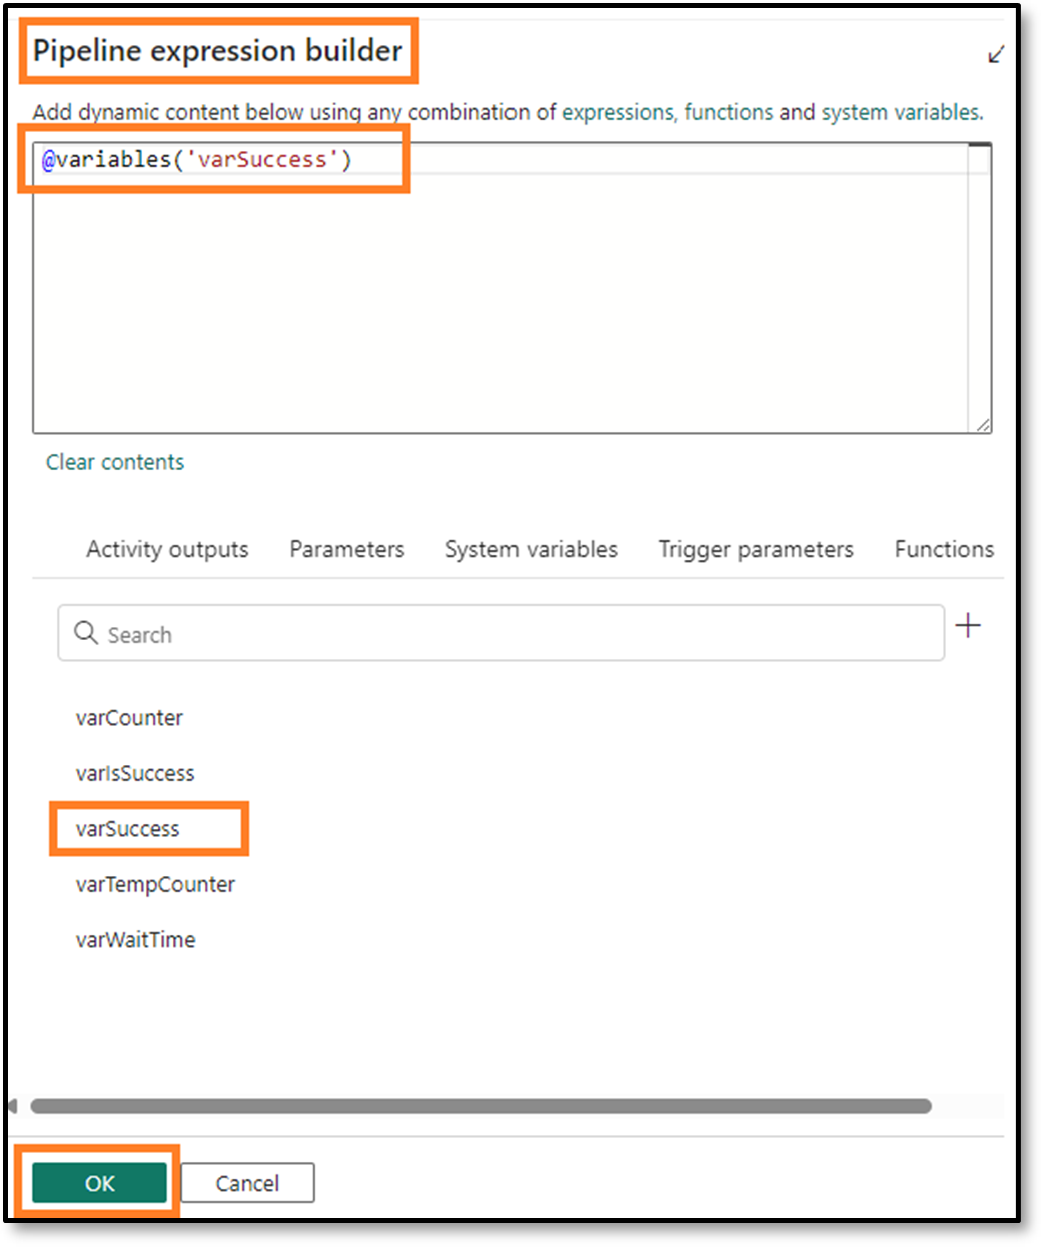 Pipeline expression builder
Add dynamic content below using any combination of expressions, functions and system variables.
@variables('varSuccess')
Clear contents
Activity outputs Parameters System variables Trigger parameters Functions
Search
varCounter
varIsSuccess
varSuccess
varTempCounter
varWaitTime
OK Cancel